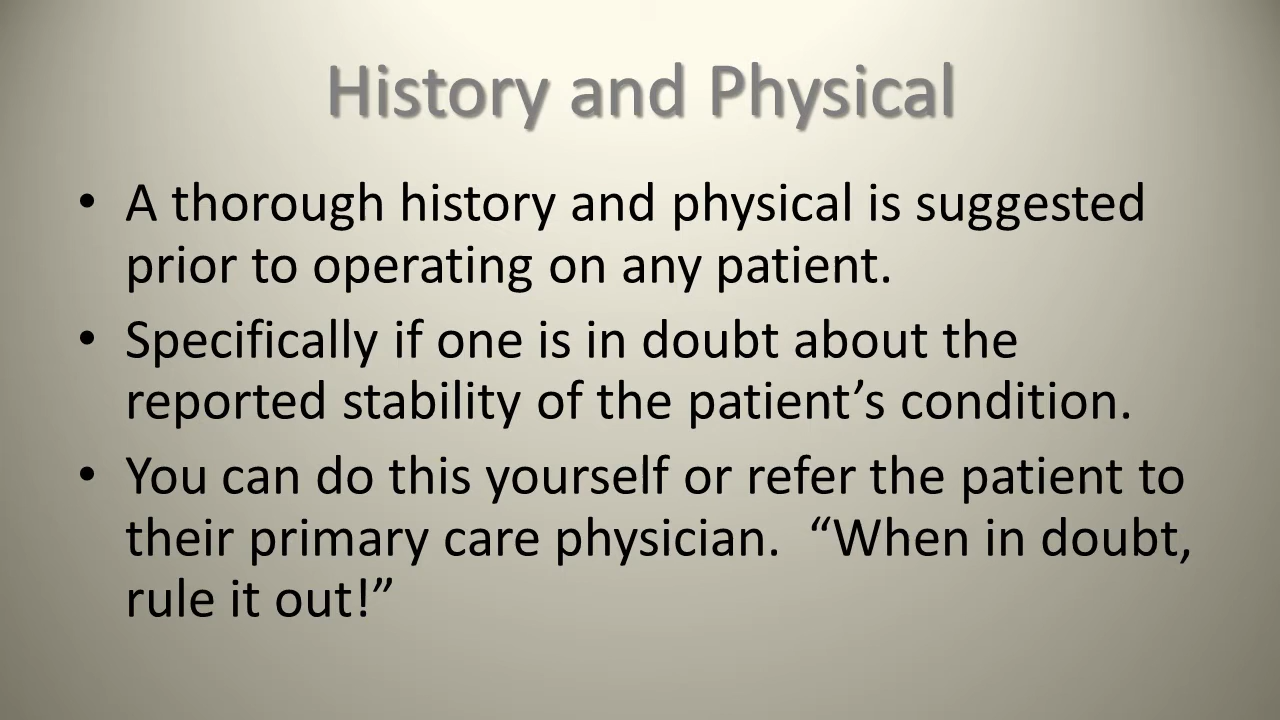 History and Physical
• A thorough history and physical is suggested
prior to operating on any patient.
• Specifically if one is in doubt about the
reported stability of the patient’s condition.
• You can do this yourself or refer the patient to
their primary care physician.  “When in doubt,
rule it out!”